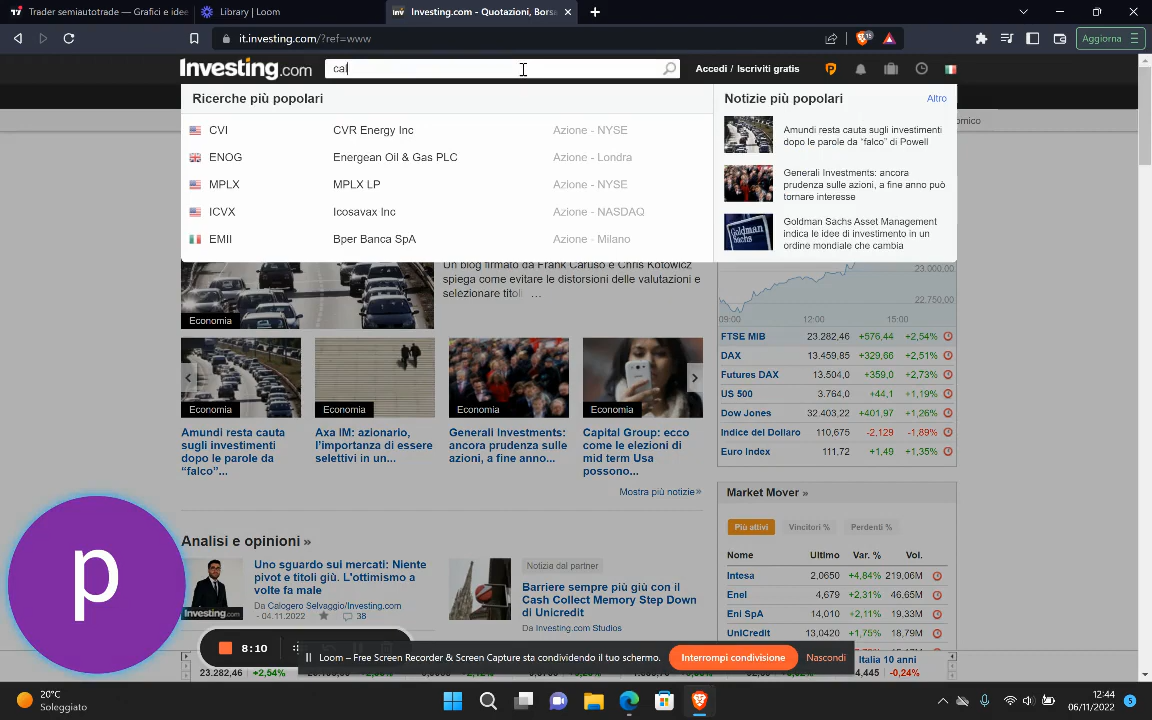 Trader semiautotrade — Grafici e idee
Library | Loom
Investing.com - Quotazioni, Borsa
it.investing.com/?ref=www
15
Aggiorna
Investing.com
caf
Accedi / Iscriviti gratis
Ricerche più popolari
CVI CVR Energy Inc Azione - NYSE
ENOG Energean Oil & Gas PLC Azione - Londra
MPLX MPLX LP Azione - NYSE
ICVX Icosavax Inc Azione - NASDAQ
EMII Bper Banca SpA Azione - Milano
Notizie più popolari
Altro
Amundi resta cauta sugli investimenti
dopo le parole da “falco” di Powell
Generali Investments: ancora
prudenza sulle azioni, a fine anno può
tornare interesse
Goldman Sachs
Goldman Sachs Asset Management
indica le idee di investimento in un
ordine mondiale che cambia
Un blog firmato da Frank Caruso e Chris Kotowicz
spiega come evitare le distorsioni delle valutazioni e
selezionare titoli ...
Economia
23.000,00
22.750,00
09:00 12:00 15:00
FTSE MIB 23.282,46 +576,44 +2,54%
DAX 13.459,85 +329,66 +2,51%
Futures DAX 13.504,0 +359,0 +2,73%
US 500 3.764,0 +44,1 +1,19%
Dow Jones 32.403,22 +401,97 +1,26%
Indice del Dollaro 110,675 -2,129 -1,89%
Euro Index 111,72 +1,49 +1,35%
Economia
Economia
Economia
Economia
Amundi resta cauta
sugli investimenti
dopo le parole da
“falco”...
Axa IM: azionario,
l’importanza di essere
selettivi in un...
Generali Investments:
ancora prudenza sulle
azioni, a fine anno...
Capital Group: ecco
come le elezioni di
mid term Usa
possono...
Mostra più notizie»
Market Mover »
Più attivi Vincitori % Perdenti %
Nome Ultimo Var. % Vol.
Intesa 2,0650 +4,84% 219,06M
Enel 4,679 +2,31% 46,65M
Eni SpA 14,010 +2,11% 19,33M
UniCredit 13,0420 +1,75% 18,79M
Analisi e opinioni »
Investing.com
Uno sguardo sui mercati: Niente
pivot e titoli giù. L'ottimismo a
volte fa male
Da Calogero Selvaggio/Investing.com
- 04.11.2022 38
Notizia dal partner
Barriere sempre più giù con il
Cash Collect Memory Step Down
di Unicredit
Da Investing.com Studios
p
8:10
Loom – Free Screen Recorder & Screen Capture sta condividendo il tuo schermo.
Interrompi condivisione
Nascondi
Italia 10 anni
23.282,46 +2,54%
4,445 -0,24%
20°C
Soleggiato
12:44
06/11/2022
5